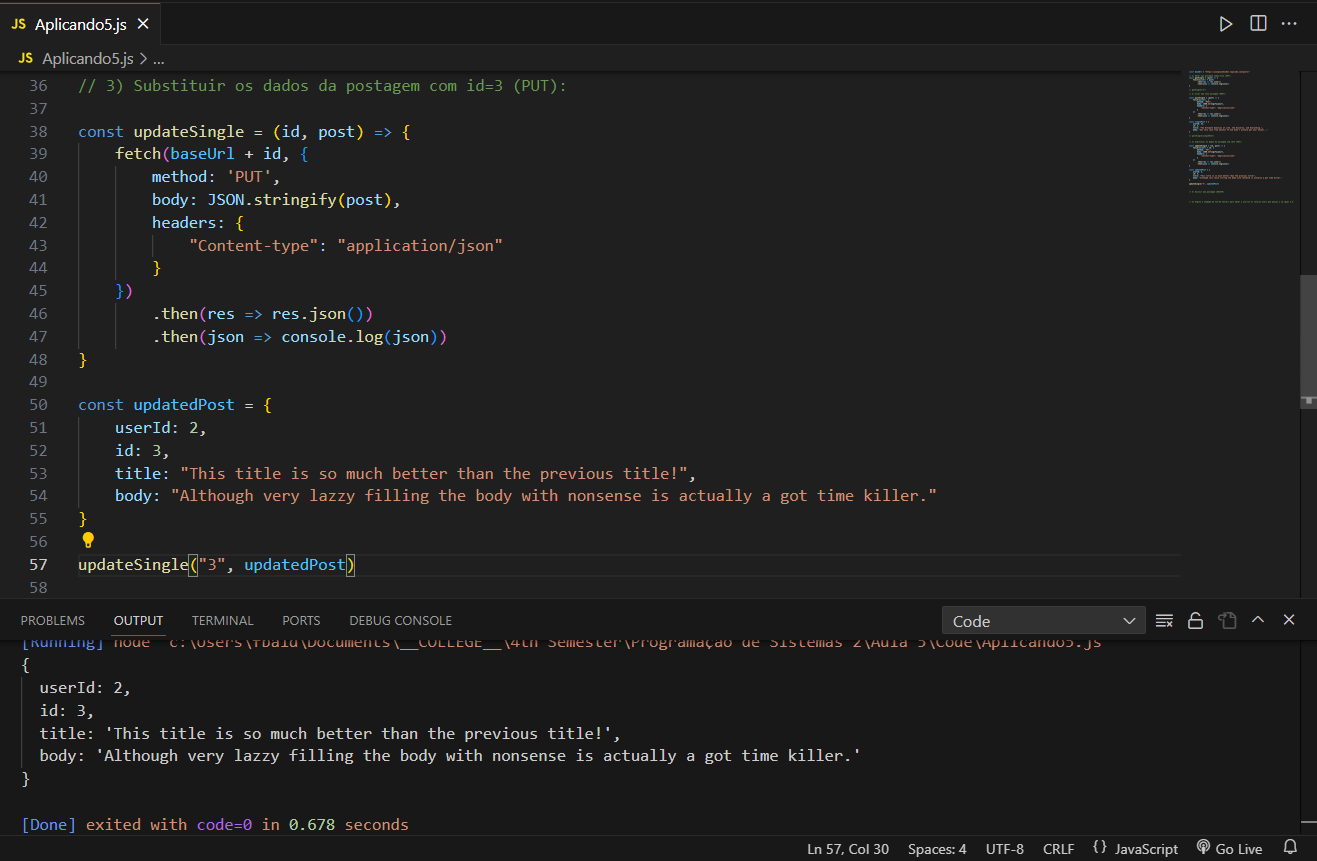 JS Aplicando5.js ×
JS Aplicando5.js > ...
36 // 3) Substituir os dados da postagem com id=3 (PUT):
37
38 const updateSingle = (id, post) => {
39 fetch(baseUrl + id, {
40 method: 'PUT',
41 body: JSON.stringify(post),
42 headers: {
43 "Content-type": "application/json"
44 }
45 })
46 .then(res => res.json())
47 .then(json => console.log(json))
48 }
49
50 const updatedPost = {
51 userId: 2,
52 id: 3,
53 title: "This title is so much better than the previous title!",
54 body: "Although very lazzy filling the body with nonsense is actually a got time killer."
55 }
56
57 updateSingle("3", updatedPost)
58
PROBLEMS OUTPUT TERMINAL PORTS DEBUG CONSOLE Code
[Running] node "c:\Users\fbald\Documents\__COLLEGE__\4th Semester\Programação de Sistemas 2\Aula 5\Code\Aplicando5.js"
{
userId: 2,
id: 3,
title: 'This title is so much better than the previous title!',
body: 'Although very lazzy filling the body with nonsense is actually a got time killer.'
}
[Done] exited with code=0 in 0.678 seconds
Ln 57, Col 30 Spaces: 4 UTF-8 CRLF {} JavaScript Go Live